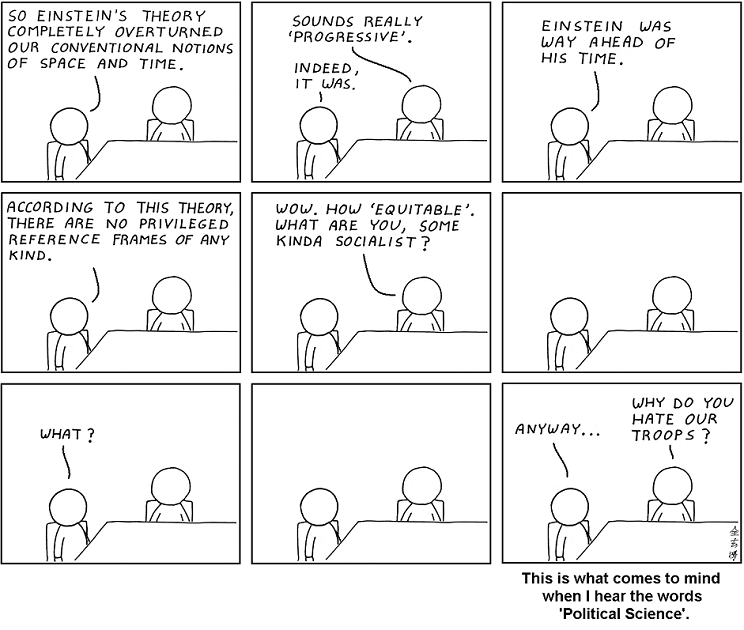 SO EINSTEIN'S THEORY
COMPLETELY OVERTURNED
OUR CONVENTIONAL NOTIONS
OF SPACE AND TIME.
SOUNDS REALLY
'PROGRESSIVE'.
INDEED,
IT WAS.
EINSTEIN WAS
WAY AHEAD OF
HIS TIME.
ACCORDING TO THIS THEORY,
THERE ARE NO PRIVILEGED
REFERENCE FRAMES OF ANY
KIND.
WOW. HOW 'EQUITABLE'.
WHAT ARE YOU, SOME
KINDA SOCIALIST?
WHAT?
ANYWAY...
WHY DO YOU
HATE OUR
TROOPS?
This is what comes to mind
when I hear the words
'Political Science'.